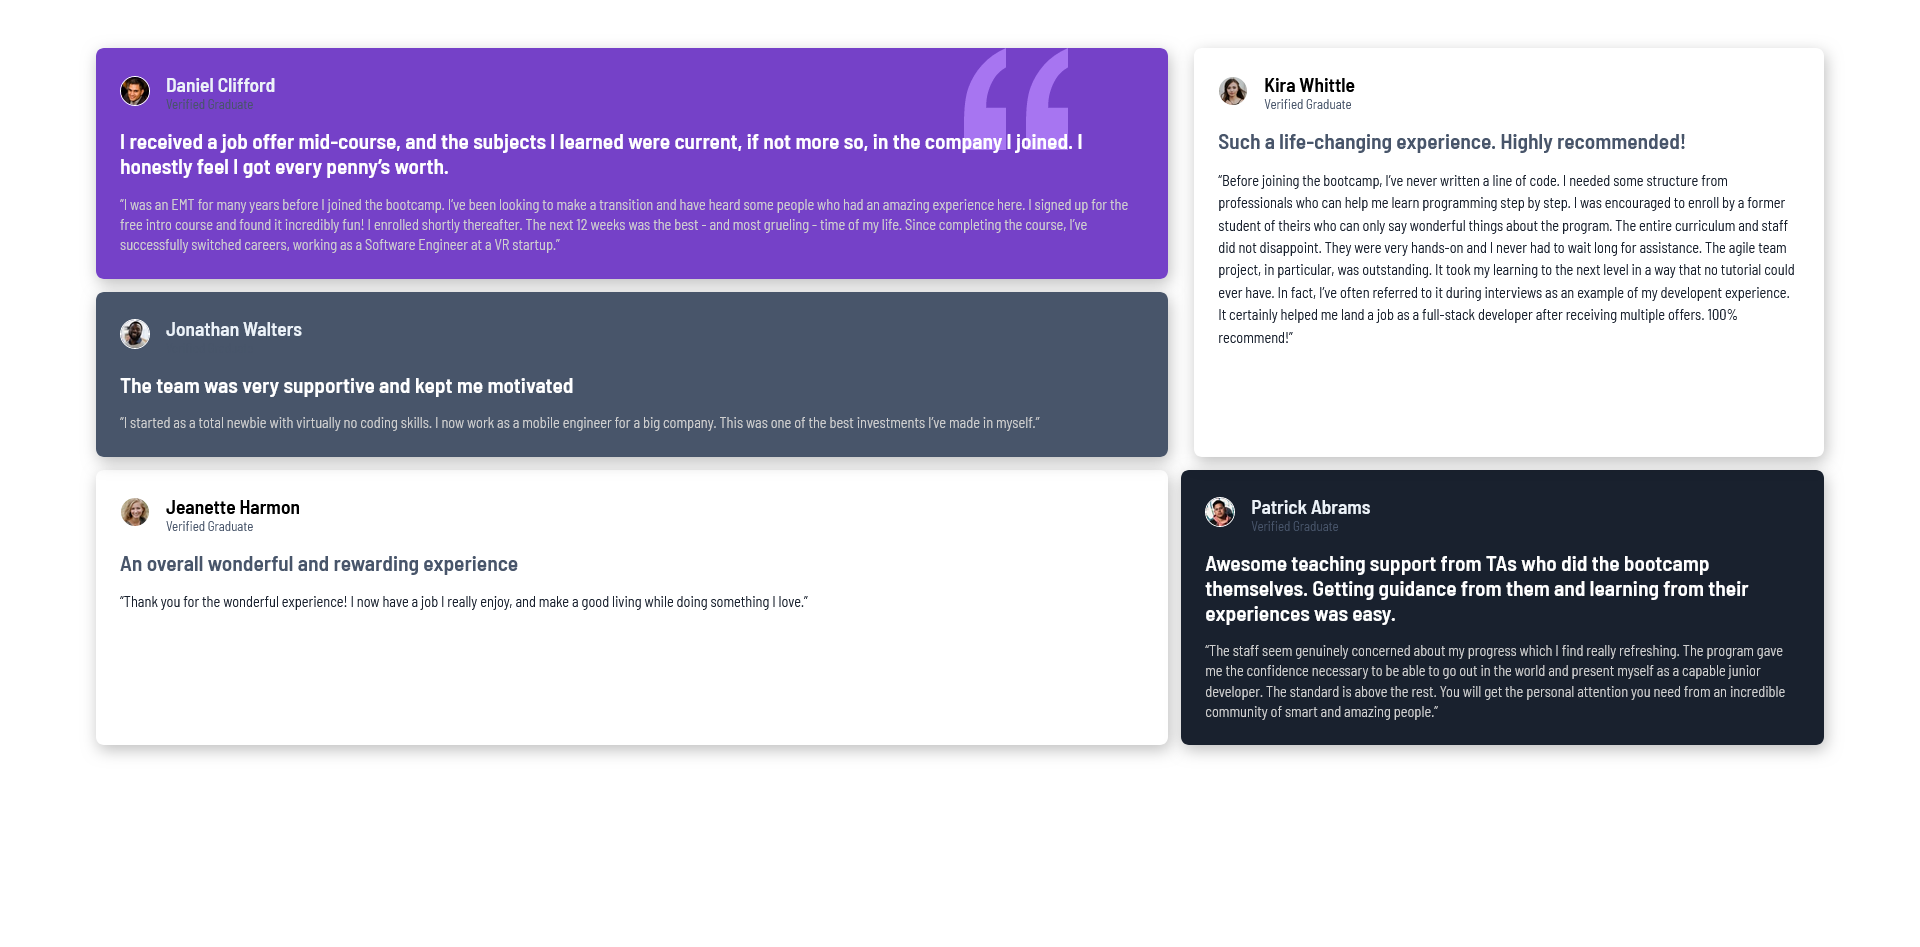 Daniel Clifford
Verified Graduate
I received a job offer mid-course, and the subjects I learned were current, if not more so, in the company I joined. I
honestly feel I got every penny’s worth.
“I was an EMT for many years before I joined the bootcamp. I’ve been looking to make a transition and have heard some people who had an amazing experience here. I signed up for the
free intro course and found it incredibly fun! I enrolled shortly thereafter. The next 12 weeks was the best - and most grueling - time of my life. Since completing the course, I’ve
successfully switched careers, working as a Software Engineer at a VR startup.”
Jonathan Walters
The team was very supportive and kept me motivated
“I started as a total newbie with virtually no coding skills. I now work as a mobile engineer for a big company. This was one of the best investments I’ve made in myself.”
Kira Whittle
Verified Graduate
Such a life-changing experience. Highly recommended!
“Before joining the bootcamp, I’ve never written a line of code. I needed some structure from
professionals who can help me learn programming step by step. I was encouraged to enroll by a former
student of theirs who can only say wonderful things about the program. The entire curriculum and staff
did not disappoint. They were very hands-on and I never had to wait long for assistance. The agile team
project, in particular, was outstanding. It took my learning to the next level in a way that no tutorial could
ever have. In fact, I’ve often referred to it during interviews as an example of my developent experience.
It certainly helped me land a job as a full-stack developer after receiving multiple offers. 100%
recommend!”
Jeanette Harmon
Verified Graduate
An overall wonderful and rewarding experience
“Thank you for the wonderful experience! I now have a job I really enjoy, and make a good living while doing something I love.”
Patrick Abrams
Verified Graduate
Awesome teaching support from TAs who did the bootcamp
themselves. Getting guidance from them and learning from their
experiences was easy.
“The staff seem genuinely concerned about my progress which I find really refreshing. The program gave
me the confidence necessary to be able to go out in the world and present myself as a capable junior
developer. The standard is above the rest. You will get the personal attention you need from an incredible
community of smart and amazing people.”